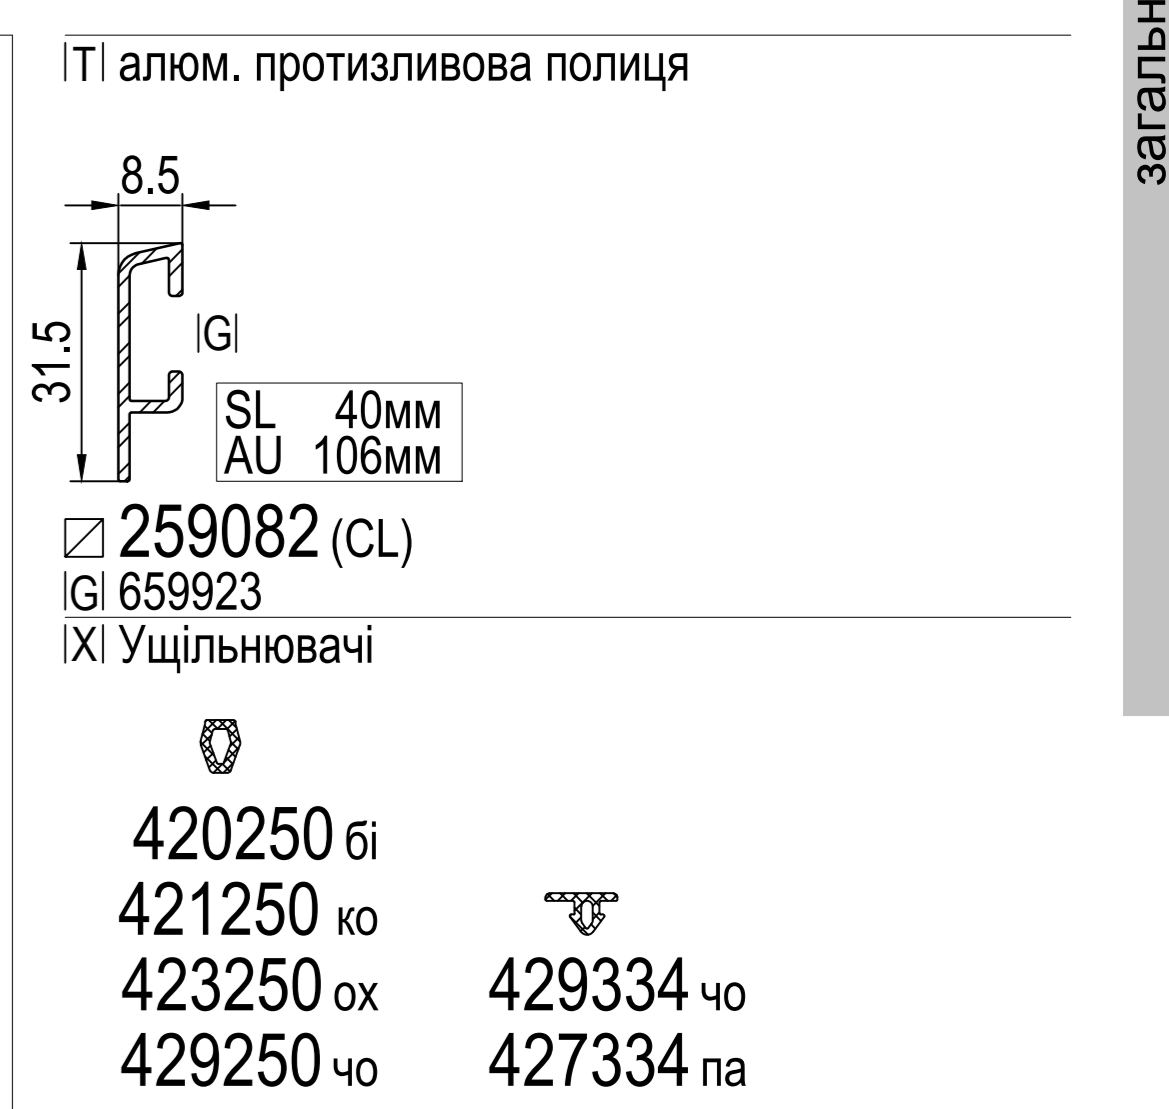 |T| алюм. протизливова полиця
8.5
31.5
|G|
SL 40мм
AU 106мм
259082 (CL)
|G| 659923
|X| Ущільнювачі
420250 бі
421250 ко
423250 ох 429334 чо
429250 чо 427334 па
загальн